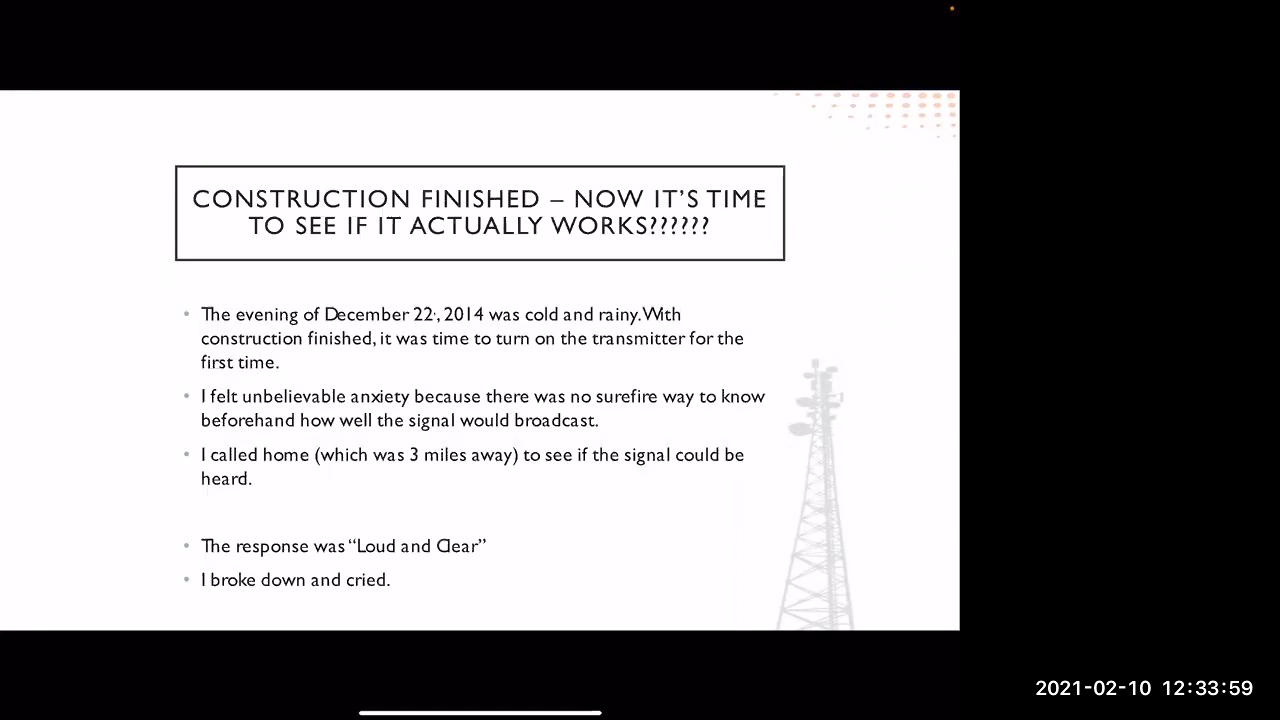 CONSTRUCTION FINISHED – NOW IT'S TIME
TO SEE IF IT ACTUALLY WORKS??????
• The evening of December 22, 2014 was cold and rainy. With
construction finished, it was time to turn on the transmitter for the
first time.
• I felt unbelievable anxiety because there was no surefire way to know
beforehand how well the signal would broadcast.
• I called home (which was 3 miles away) to see if the signal could be
heard.
• The response was “Loud and Clear”
• I broke down and cried.
2021-02-10 12:33:59